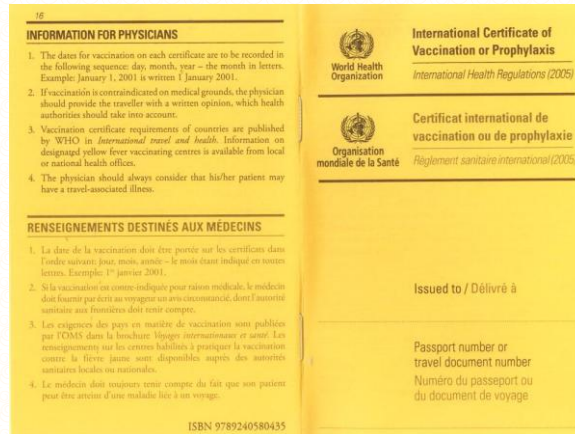 16
INFORMATION FOR PHYSICIANS
1. The dates for vaccination on each certificate are to be recorded in
the following sequence: day, month, year – the month in letters.
Example: January 1, 2001 is written 1 January 2001.
2. If vaccination is contraindicated on medical grounds, the physician
should provide the traveller with a written opinion, which health
authorities should take into account.
3. Vaccination certificate requirements of countries are published
by WHO in International travel and health. Information on
designated yellow fever vaccinating centres is available from local
or national health offices.
4. The physician should always consider that his/her patient may
have a travel-associated illness.
RENSEIGNEMENTS DESTINÉS AUX MÉDECINS
1. La date de la vaccination doit être portée sur les certificats dans
l'ordre suivant: jour, mois, année – le mois étant indiqué en toutes
lettres. Exemple: 1er janvier 2001.
2. Si la vaccination est contre-indiquée pour raison médicale, le médecin
doit fournir par écrit au voyageur un avis circonstancié, dont l'autorité
sanitaire aux frontières doit tenir compte.
3. Les exigences des pays en matière de vaccination sont publiées
par l'OMS dans la brochure Voyages internationaux et santé. Les
renseignements sur les centres habilités à pratiquer la vaccination
contre la fièvre jaune sont disponibles auprès des autorités
sanitaires locales ou nationales.
4. Le médecin doit toujours tenir compte du fait que son patient
peut être atteint d'une maladie liée à un voyage.
ISBN 9789240580435
World Health
Organization
International Certificate of
Vaccination or Prophylaxis
International Health Regulations (2005)
Organisation
mondiale de la Santé
Certificat international de
vaccination ou de prophylaxie
Règlement sanitaire international (2005)
Issued to / Délivré à
Passport number or
travel document number
Numéro du passeport ou
du document de voyage